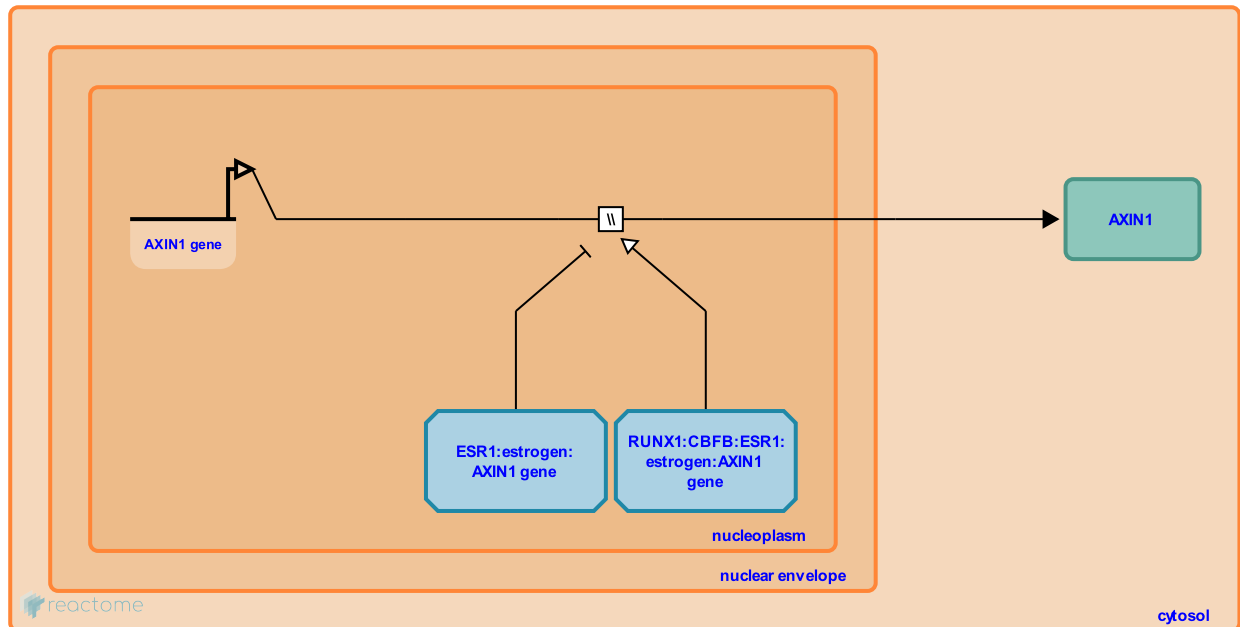 AXIN1 gene
\\
AXIN1
ESR1:estrogen:
AXIN1 gene
RUNX1:CBFB:ESR1:
estrogen:AXIN1
gene
nucleoplasm
nuclear envelope
reactome
cytosol